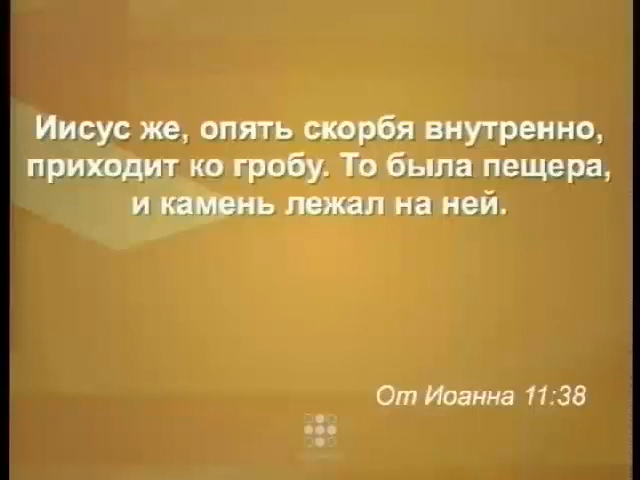 Иисус же, опять скорбя внутренно,
приходит ко гробу. То была пещера,
и камень лежал на ней.
От Иоанна 11:38